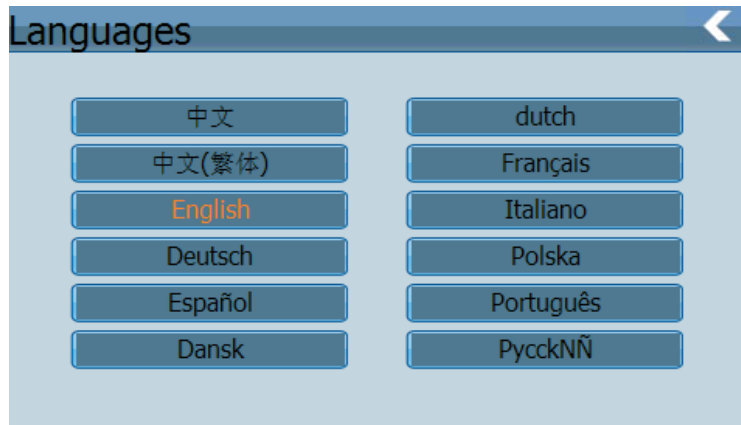 Languages
中文
dutch
中文(繁体)
Français
English
Italiano
Deutsch
Polska
Español
Português
Dansk
PycckNÑ